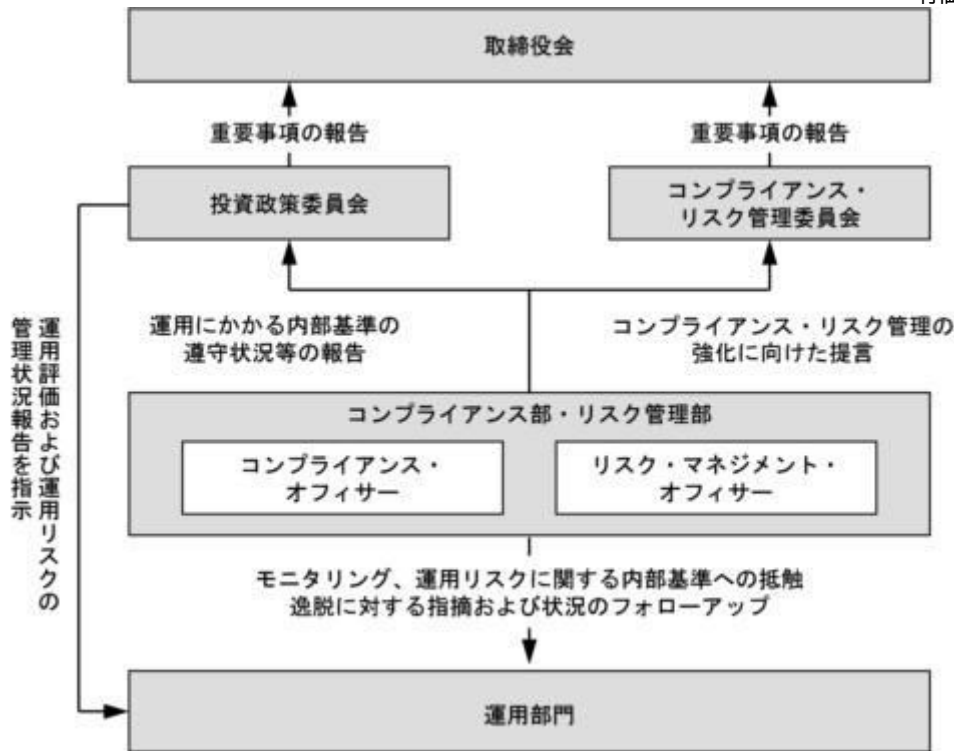 取締役会
重要事項の報告
重要事項の報告
投資政策委員会
コンプライアンス・
リスク管理委員会
運用にかかる内部基準の
遵守状況等の報告
コンプライアンス・リスク管理の
強化に向けた提言
運用評価および運用リスクの
管理状況報告を指示
コンプライアンス部・リスク管理部
コンプライアンス・
オフィサー
リスク・マネジメント・
オフィサー
モニタリング、運用リスクに関する内部基準への抵触
逸脱に対する指摘および状況のフォローアップ
運用部門